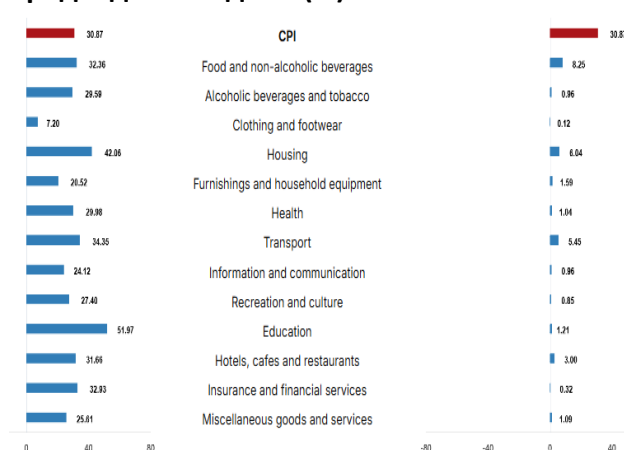 30.87 CPI 30.87
32.36 Food and non-alcoholic beverages 8.25
29.59 Alcoholic beverages and tobacco 0.96
7.20 Clothing and footwear 0.12
42.06 Housing 6.04
20.52 Furnishings and household equipment 1.59
29.98 Health 1.04
34.35 Transport 5.45
24.12 Information and communication 0.96
27.40 Recreation and culture 0.85
51.97 Education 1.21
31.66 Hotels, cafes and restaurants 3.00
32.93 Insurance and financial services 0.32
25.61 Miscellaneous goods and services 1.09
0 40 80 -80 -40 0 40